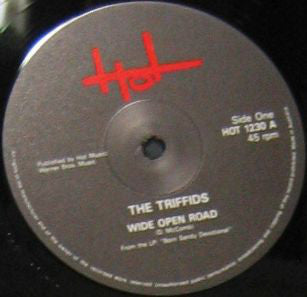 Hot
Side One
HOT 1230 A
45 rpm
Published by Hot Music/
Warner Bros. Music
THE TRIFFIDS
WIDE OPEN ROAD
(D. McComb)
From the LP: "Born Sandy Devotional"